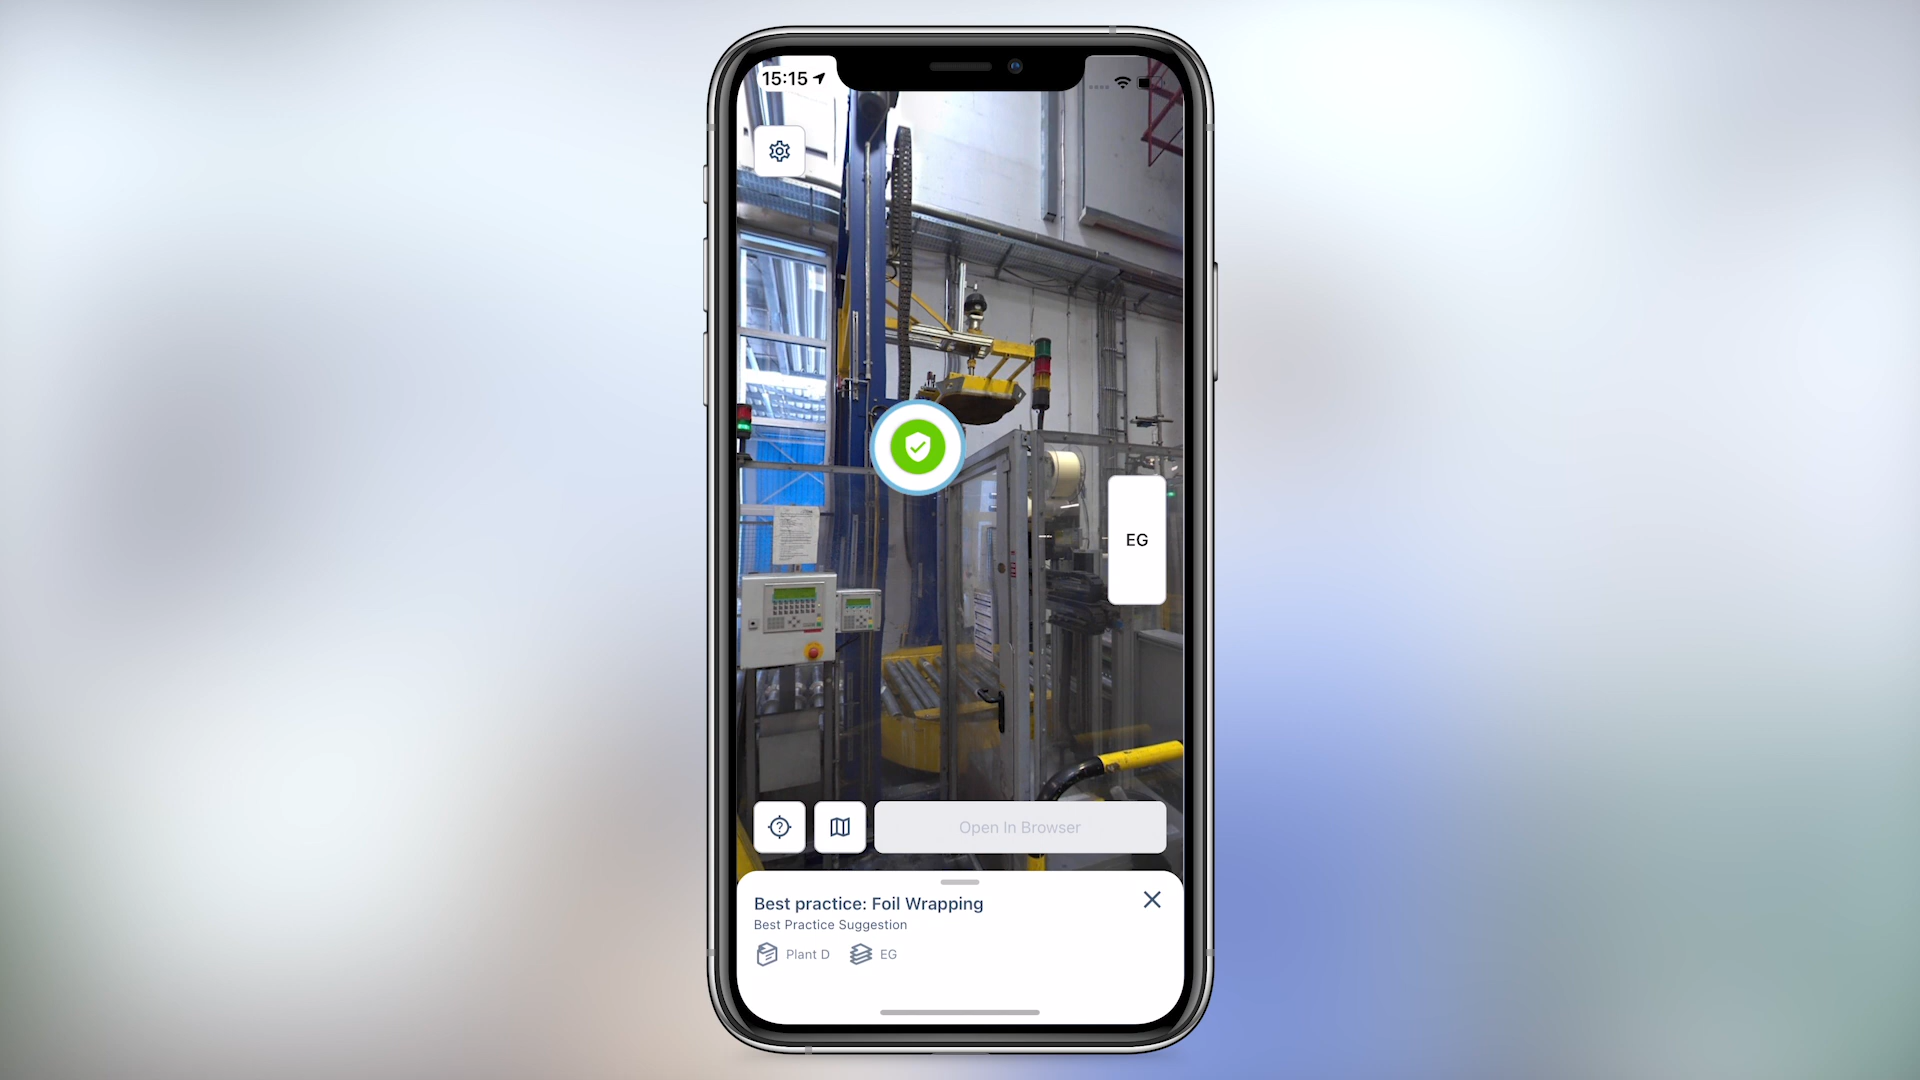 15:15
EG
Open In Browser
Best practice: Foil Wrapping
Best Practice Suggestion
Plant D
EG